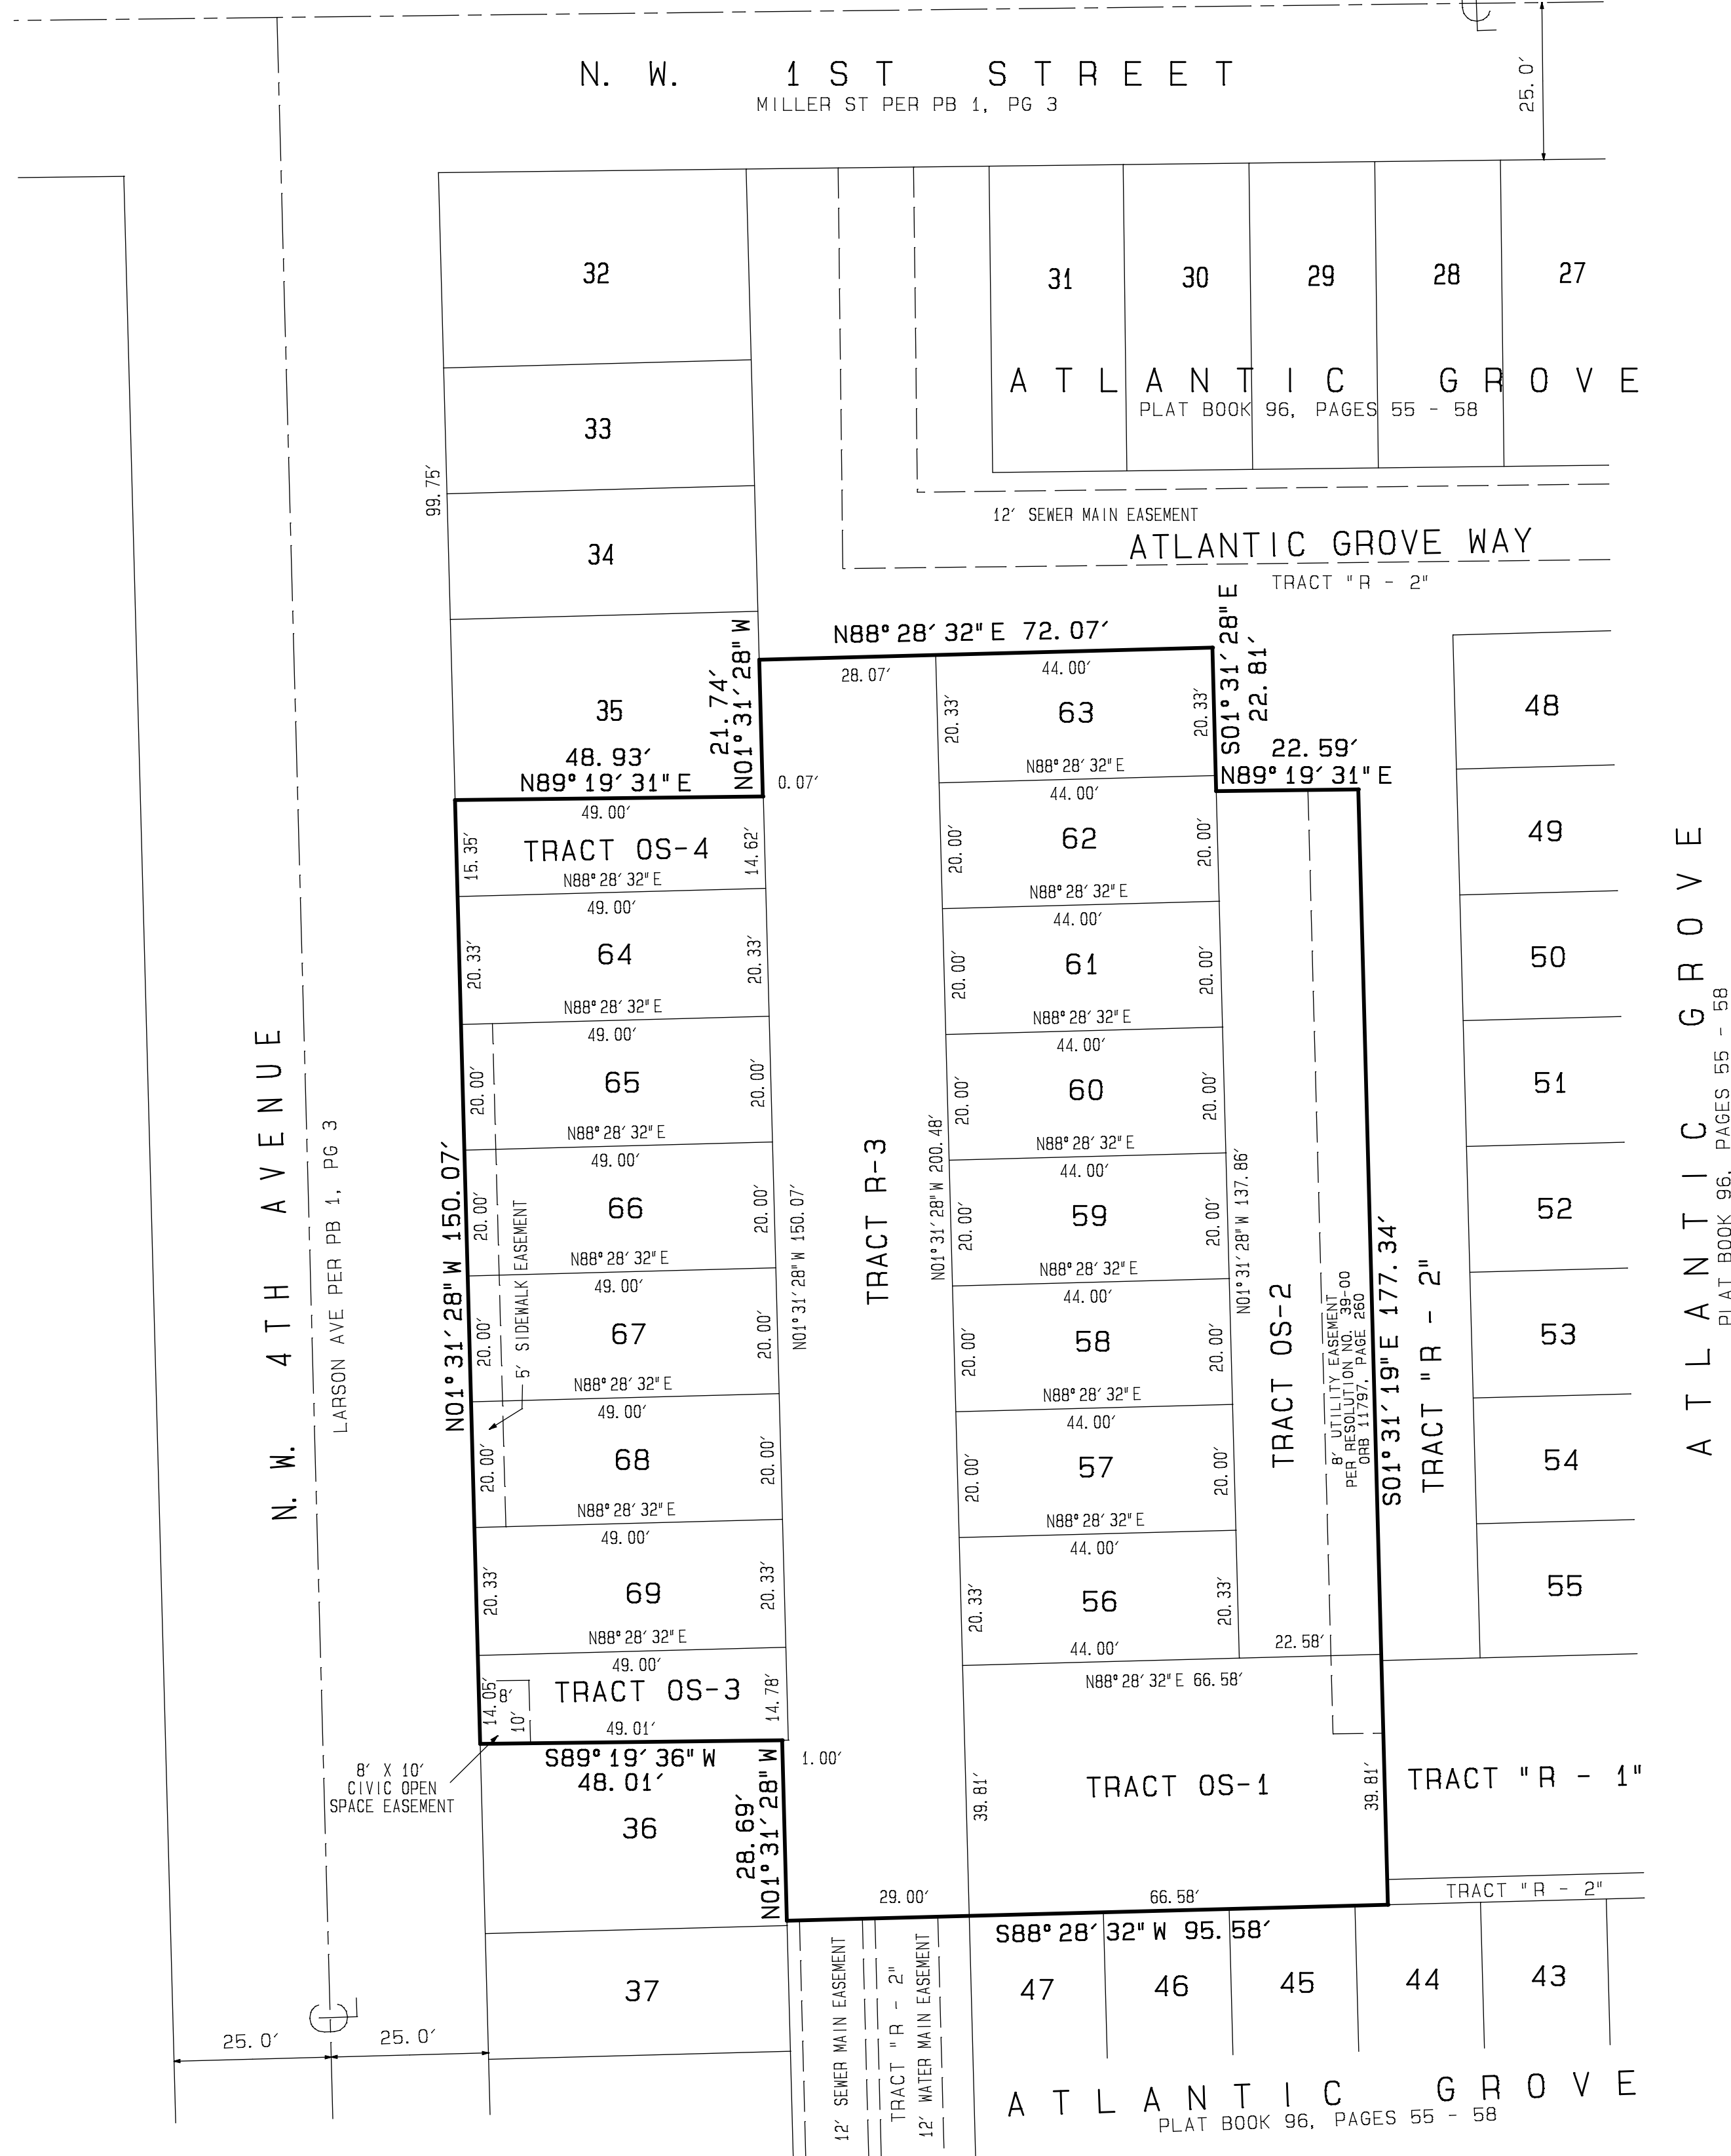 N. W. 1ST STREET
MILLER ST PER PB 1, PG 3
25.0′
32
31
30
29
28
27
ATLANTIC GROVE
PLAT BOOK 96, PAGES 55 - 58
33
99.75′
34
12′ SEWER MAIN EASEMENT
ATLANTIC GROVE WAY
TRACT "R - 2"
N88°28′32"E 72.07′
S01°31′28"E
22.81′
21.74′
N01°31′28"W
28.07′
44.00′
35
48.93′
N89°19′31"E
20.33′
63
20.33′
N88°28′32"E
22.59′
N89°19′31"E
48
0.07′
49.00′
15.35′
TRACT OS-4
14.62′
N88°28′32"E
44.00′
20.00′
62
20.00′
N88°28′32"E
49
49.00′
20.33′
64
20.33′
N88°28′32"E
44.00′
20.00′
61
20.00′
N88°28′32"E
50
49.00′
20.00′
65
20.00′
N88°28′32"E
44.00′
20.00′
60
20.00′
N88°28′32"E
51
49.00′
20.00′
66
20.00′
N88°28′32"E
44.00′
20.00′
59
20.00′
N88°28′32"E
52
49.00′
20.00′
67
20.00′
N88°28′32"E
44.00′
20.00′
58
20.00′
N88°28′32"E
53
49.00′
20.00′
68
20.00′
N88°28′32"E
44.00′
20.00′
57
20.00′
N88°28′32"E
54
49.00′
20.33′
69
20.33′
N88°28′32"E
44.00′
20.33′
56
20.33′
44.00′
22.58′
55
N. W. 4TH AVENUE
LARSON AVE PER PB 1, PG 3
N01°31′28"W 150.07′
5′ SIDEWALK EASEMENT
N01°31′28"W 150.07′
TRACT R-3
N01°31′28"W 200.48′
N01°31′28"W 137.86′
TRACT OS-2
8′ UTILITY EASEMENT
PER RESOLUTION NO. 39-00
ORB 11797, PAGE 260
S01°31′19"E 177.34′
TRACT "R - 2"
ATLANTIC GROVE
PLAT BOOK 96, PAGES 55 - 58
49.00′
14.05′
8′
10′
TRACT OS-3
14.78′
49.01′
N88°28′32"E 66.58′
S89°19′36"W
48.01′
1.00′
8′ X 10′
CIVIC OPEN
SPACE EASEMENT
36
28.69′
N01°31′28"W
39.81′
TRACT OS-1
39.81′
TRACT "R - 1"
29.00′
66.58′
TRACT "R - 2"
S88°28′32"W 95.58′
37
12′ SEWER MAIN EASEMENT
TRACT "R - 2"
12′ WATER MAIN EASEMENT
47
46
45
44
43
25.0′
25.0′
ATLANTIC GROVE
PLAT BOOK 96, PAGES 55 - 58